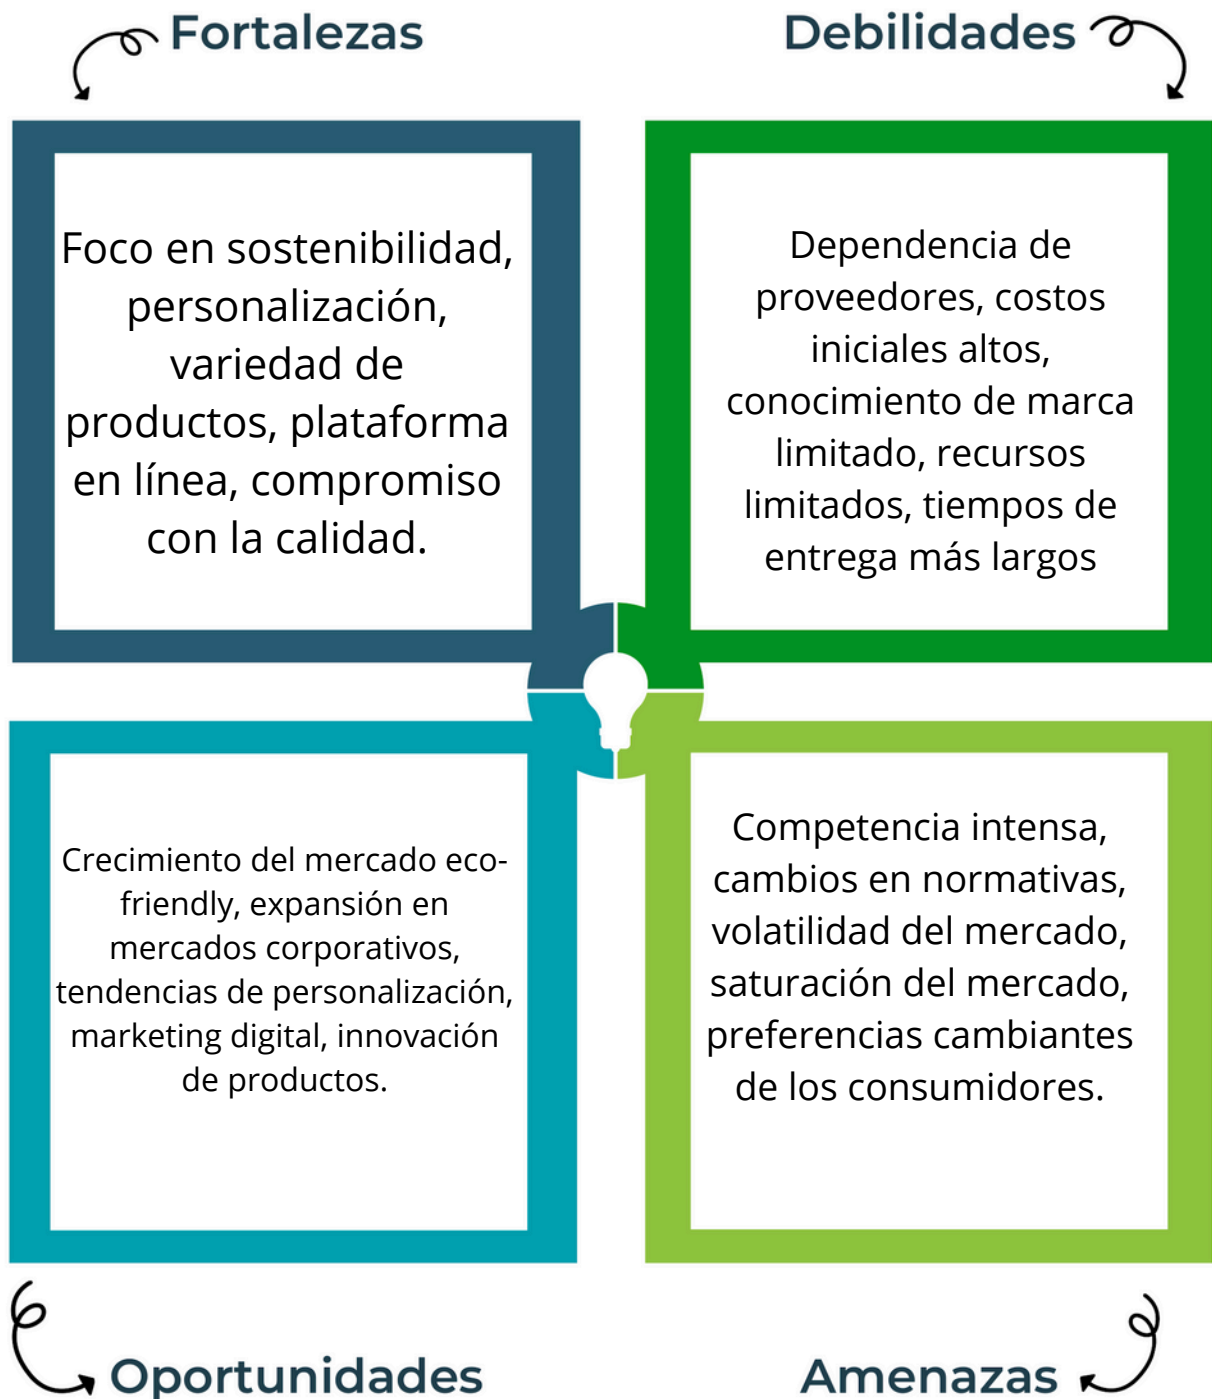 Fortalezas
Foco en sostenibilidad,
personalización,
variedad de
productos, plataforma
en línea, compromiso
con la calidad.
Debilidades
Dependencia de
proveedores, costos
iniciales altos,
conocimiento de marca
limitado, recursos
limitados, tiempos de
entrega más largos
Crecimiento del mercado eco-
friendly, expansión en
mercados corporativos,
tendencias de personalización,
marketing digital, innovación
de productos.
Oportunidades
Competencia intensa,
cambios en normativas,
volatilidad del mercado,
saturación del mercado,
preferencias cambiantes
de los consumidores.
Amenazas